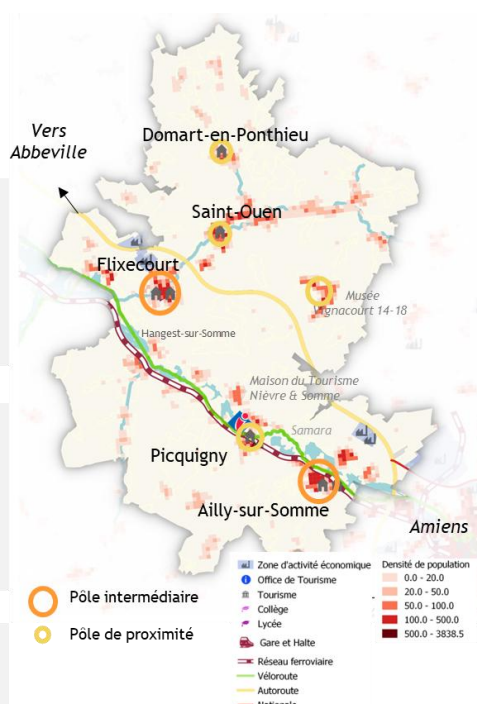 Domart-en-Ponthieu
Vers
Abbeville
Saint-Ouen
Flixecourt
Musée
Vignacourt 14-18
Hangest-sur-Somme
Maison du Tourisme
Nièvre & Somme
Samara
Picquigny
Ailly-sur-Somme
Amiens
Pôle intermédiaire
Pôle de proximité
Zone d'activité économique
Office de Tourisme
Tourisme
Collège
Lycée
Gare et Halte
Réseau ferroviaire
Véloroute
Autoroute
Nationale
Densité de population
0.0 - 20.0
20.0 - 50.0
50.0 - 100.0
100.0 - 500.0
500.0 - 3838.5